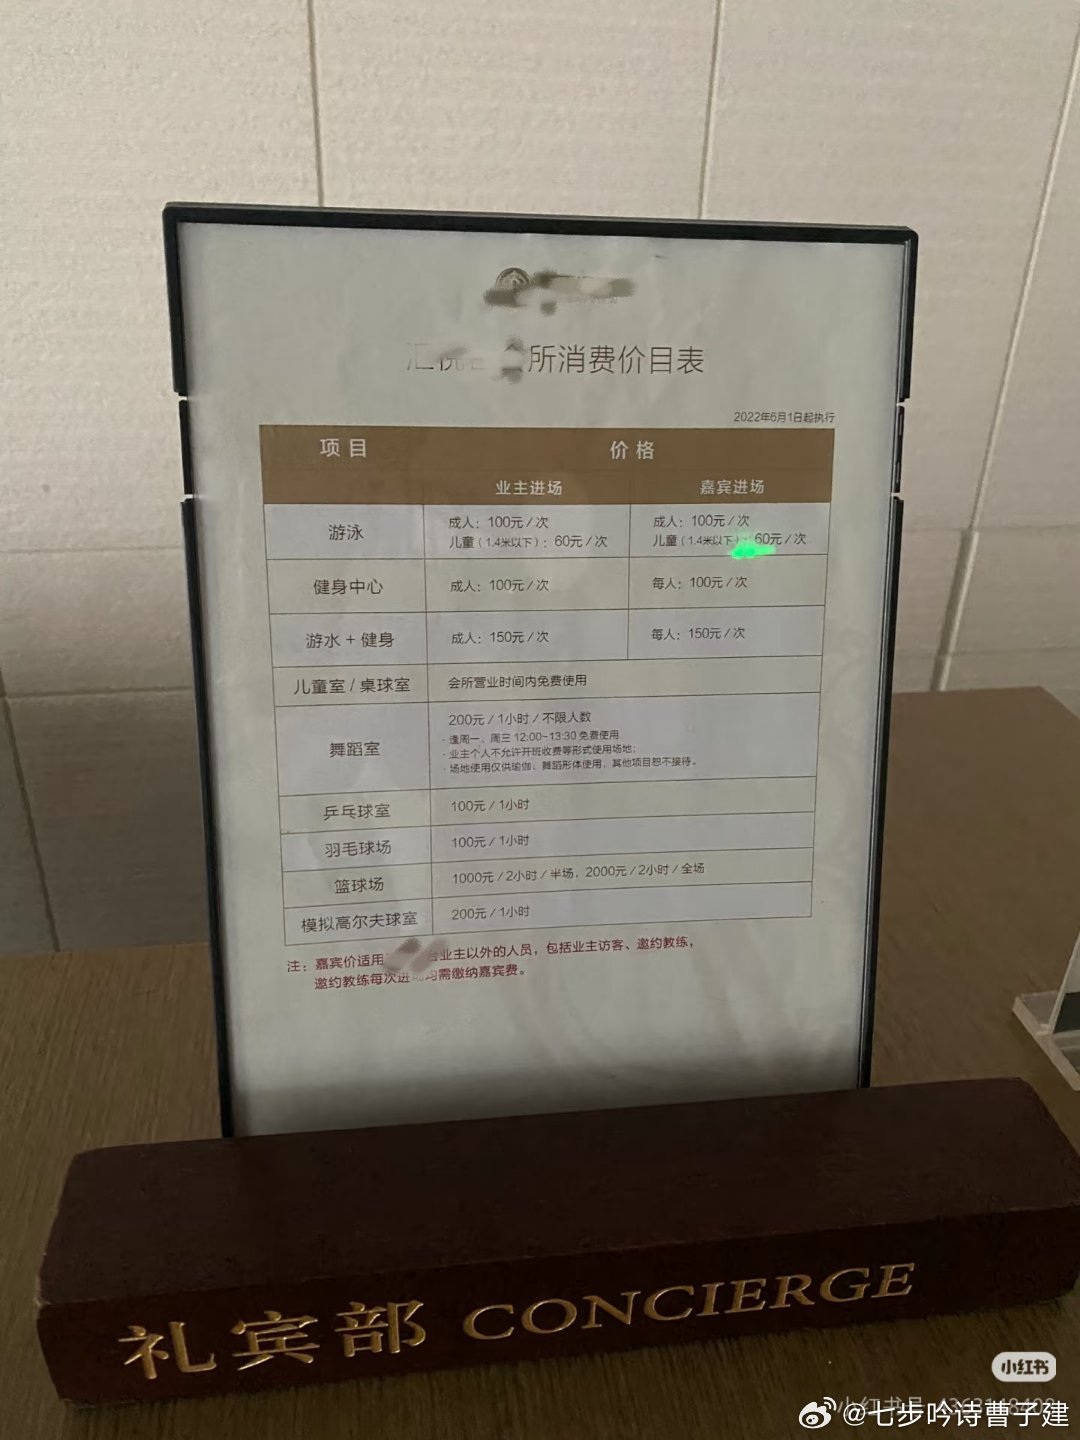 所消费价目表
2022年6月1日起执行
项目 价格
业主进场 嘉宾进场
游泳 成人：100元／次 成人：100元／次
儿童（1.4米以下）：60元／次 儿童（1.4米以下）：60元／次
健身中心 成人：100元／次 每人：100元／次
游水 + 健身 成人：150元／次 每人：150元／次
儿童室 / 桌球室 会所营业时间内免费使用
舞蹈室 200元／1小时／不限人数
· 逢周一、周三 12:00~13:30 免费使用
· 业主个人不允许开班收费等形式使用场地；
· 场地使用仅供瑜伽、舞蹈形体使用，其他项目恕不接待。
乒乓球室 100元／1小时
羽毛球场 100元／1小时
篮球场 1000元／2小时／半场，2000元／2小时／全场
模拟高尔夫球室 200元／1小时
注：嘉宾价适用 业主以外的人员，包括业主访客、邀约教练，
邀约教练每次进 均需缴纳嘉宾费。
礼宾部 CONCIERGE
小红书
小红书号
@七步吟诗曹子建